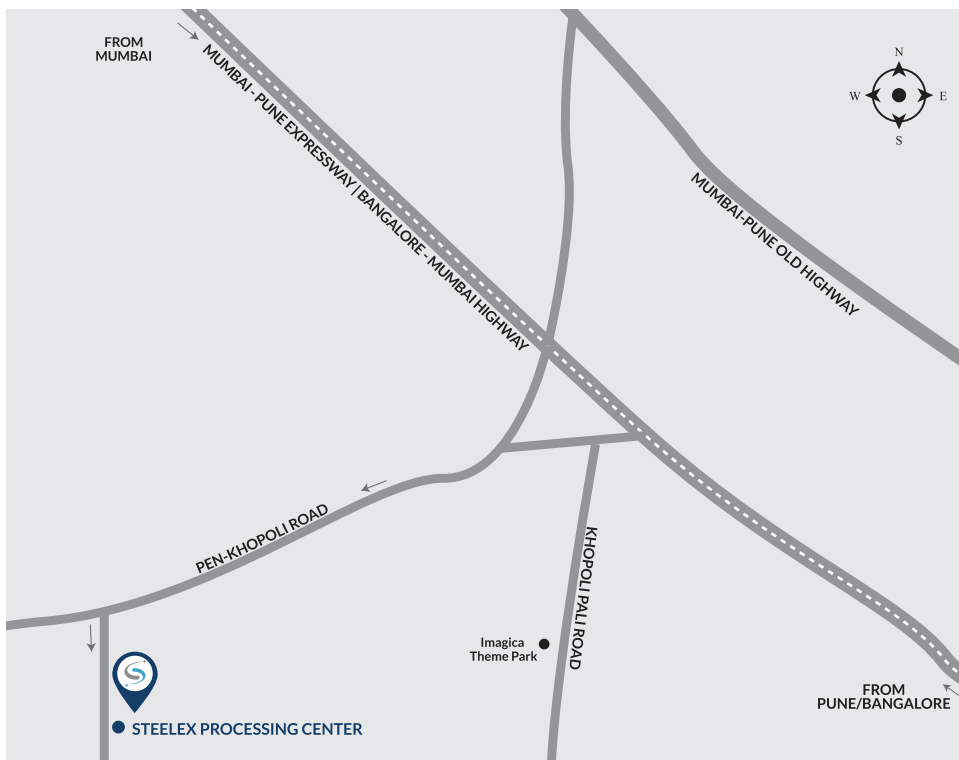 FROM
MUMBAI
MUMBAI - PUNE EXPRESSWAY | BANGALORE - MUMBAI HIGHWAY
N
W
E
S
MUMBAI-PUNE OLD HIGHWAY
PEN-KHOPOLI ROAD
KHOPOLI PALI ROAD
Imagica
Theme Park
FROM
PUNE/BANGALORE
STEELEX PROCESSING CENTER